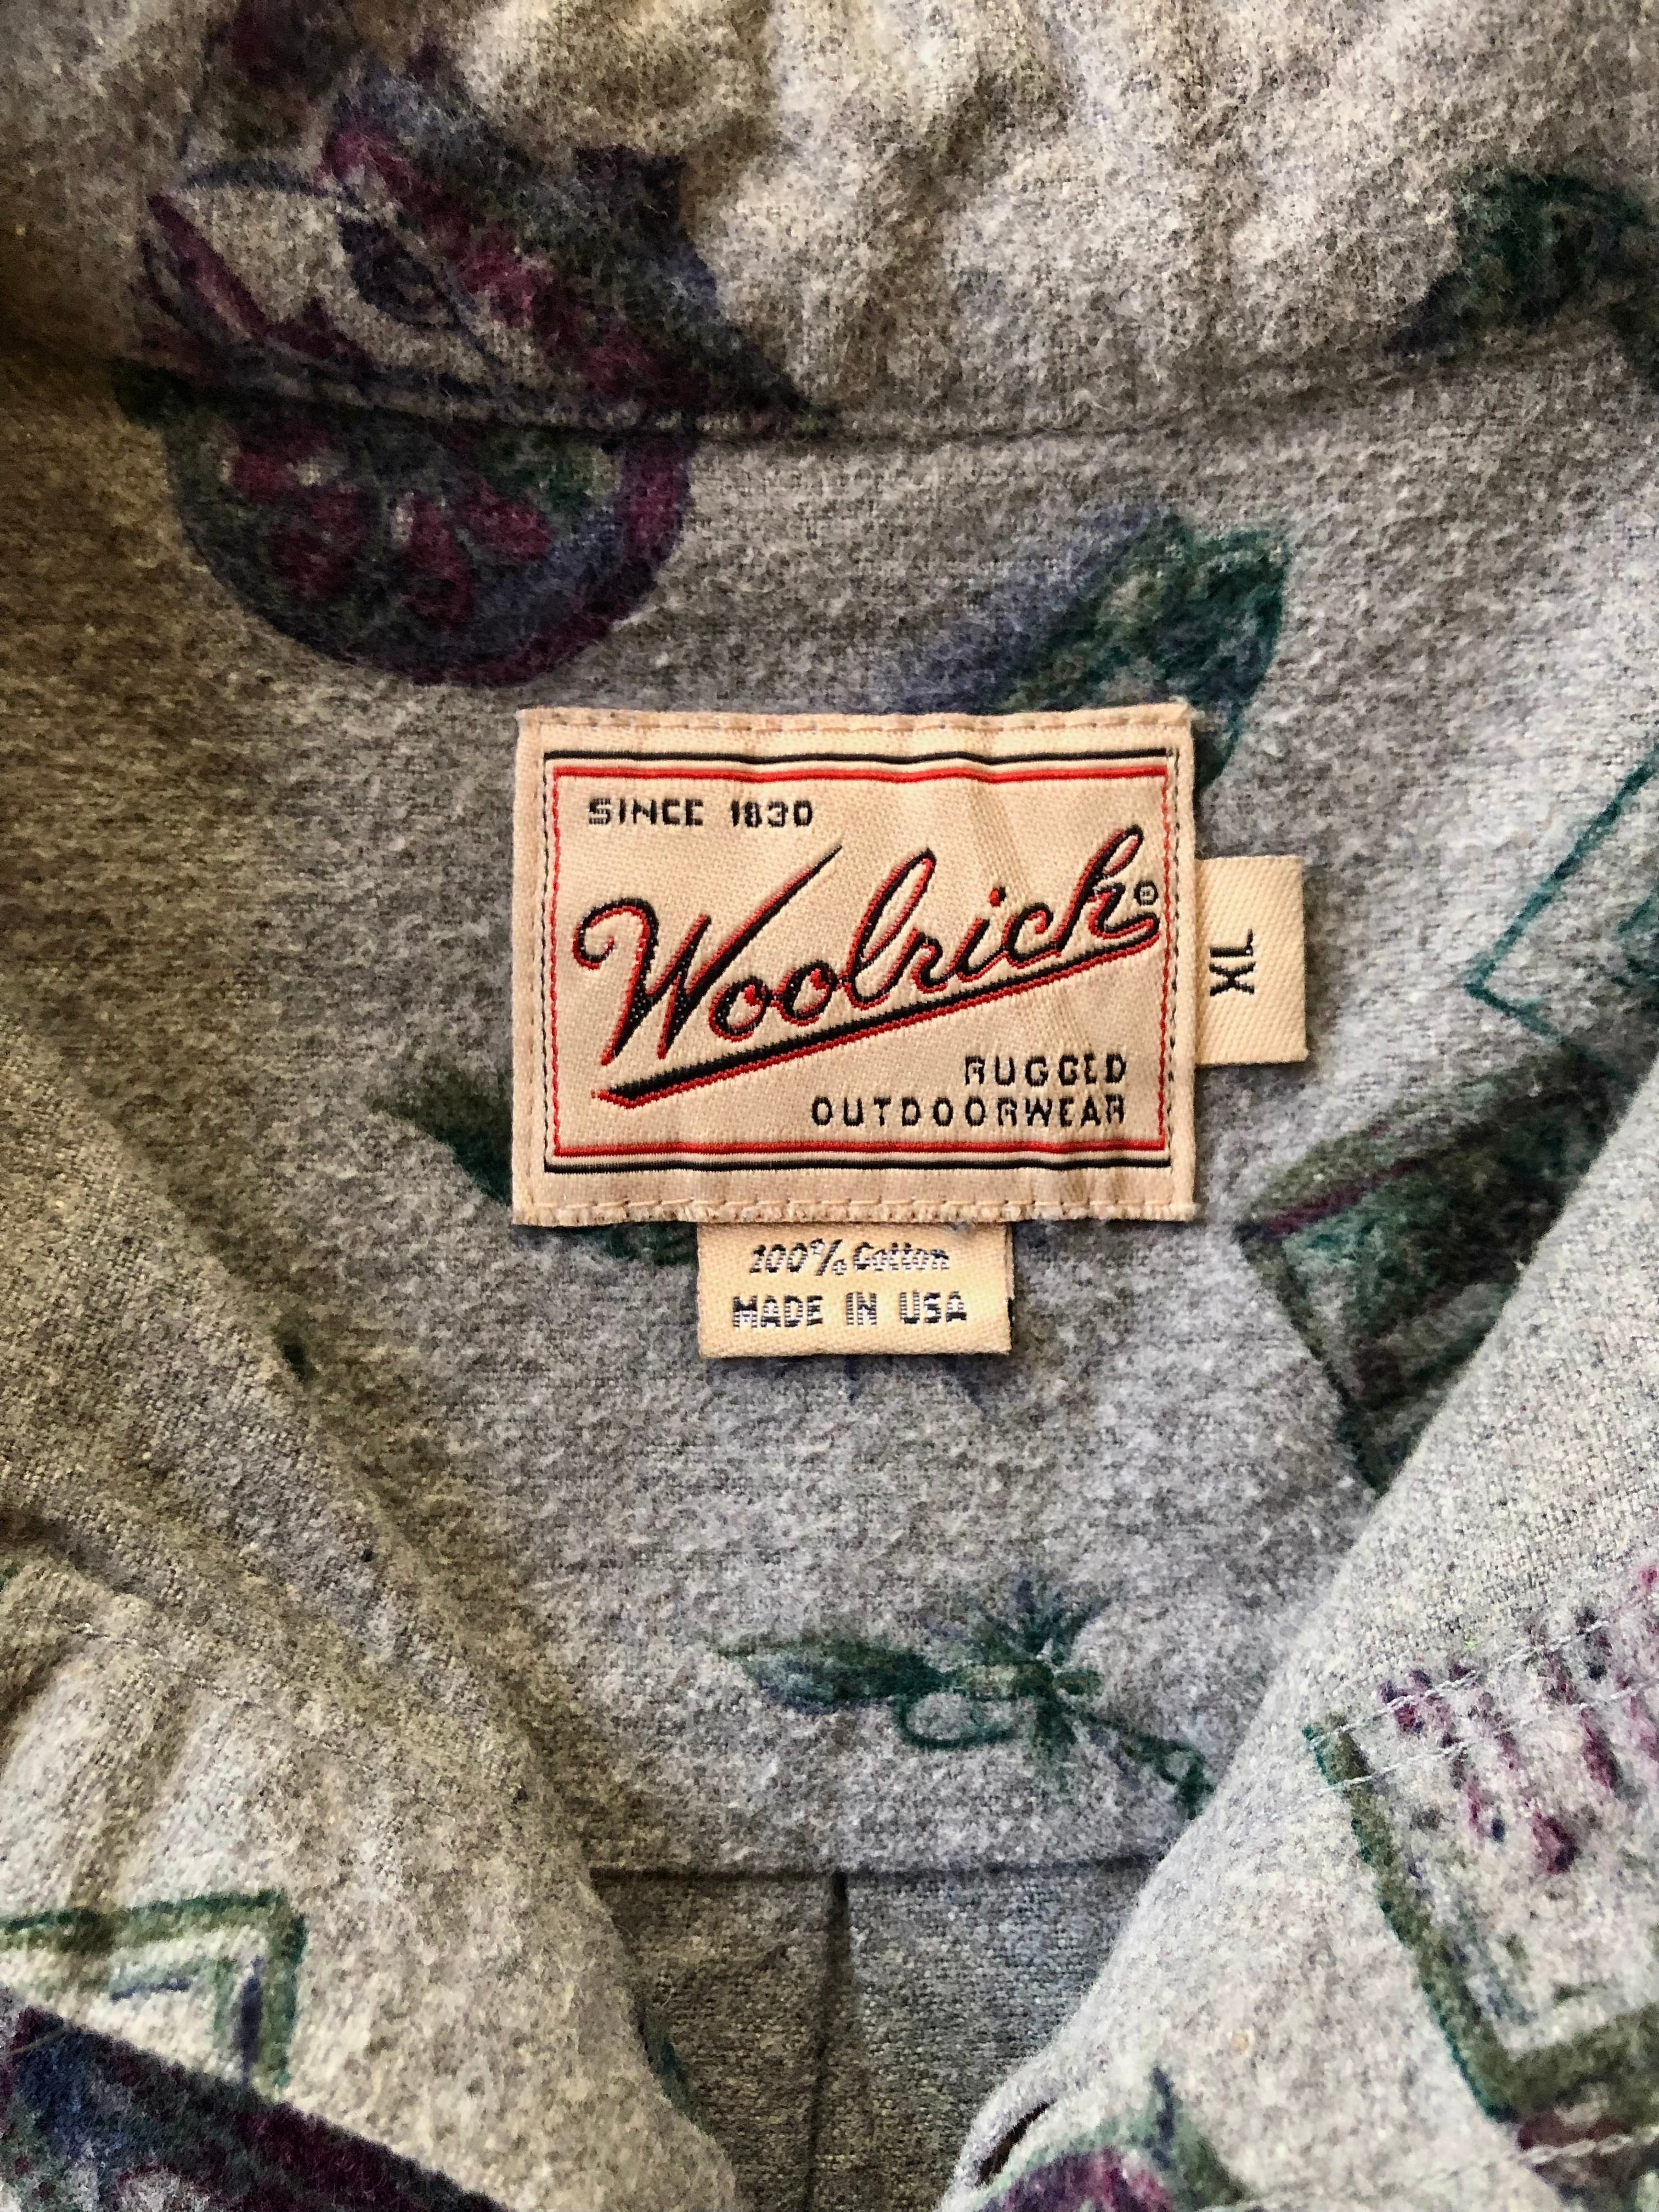 SINCE 1830
Woolrich®
RUGGED
OUTDOORWEAR
XL
100% Cotton
MADE IN USA